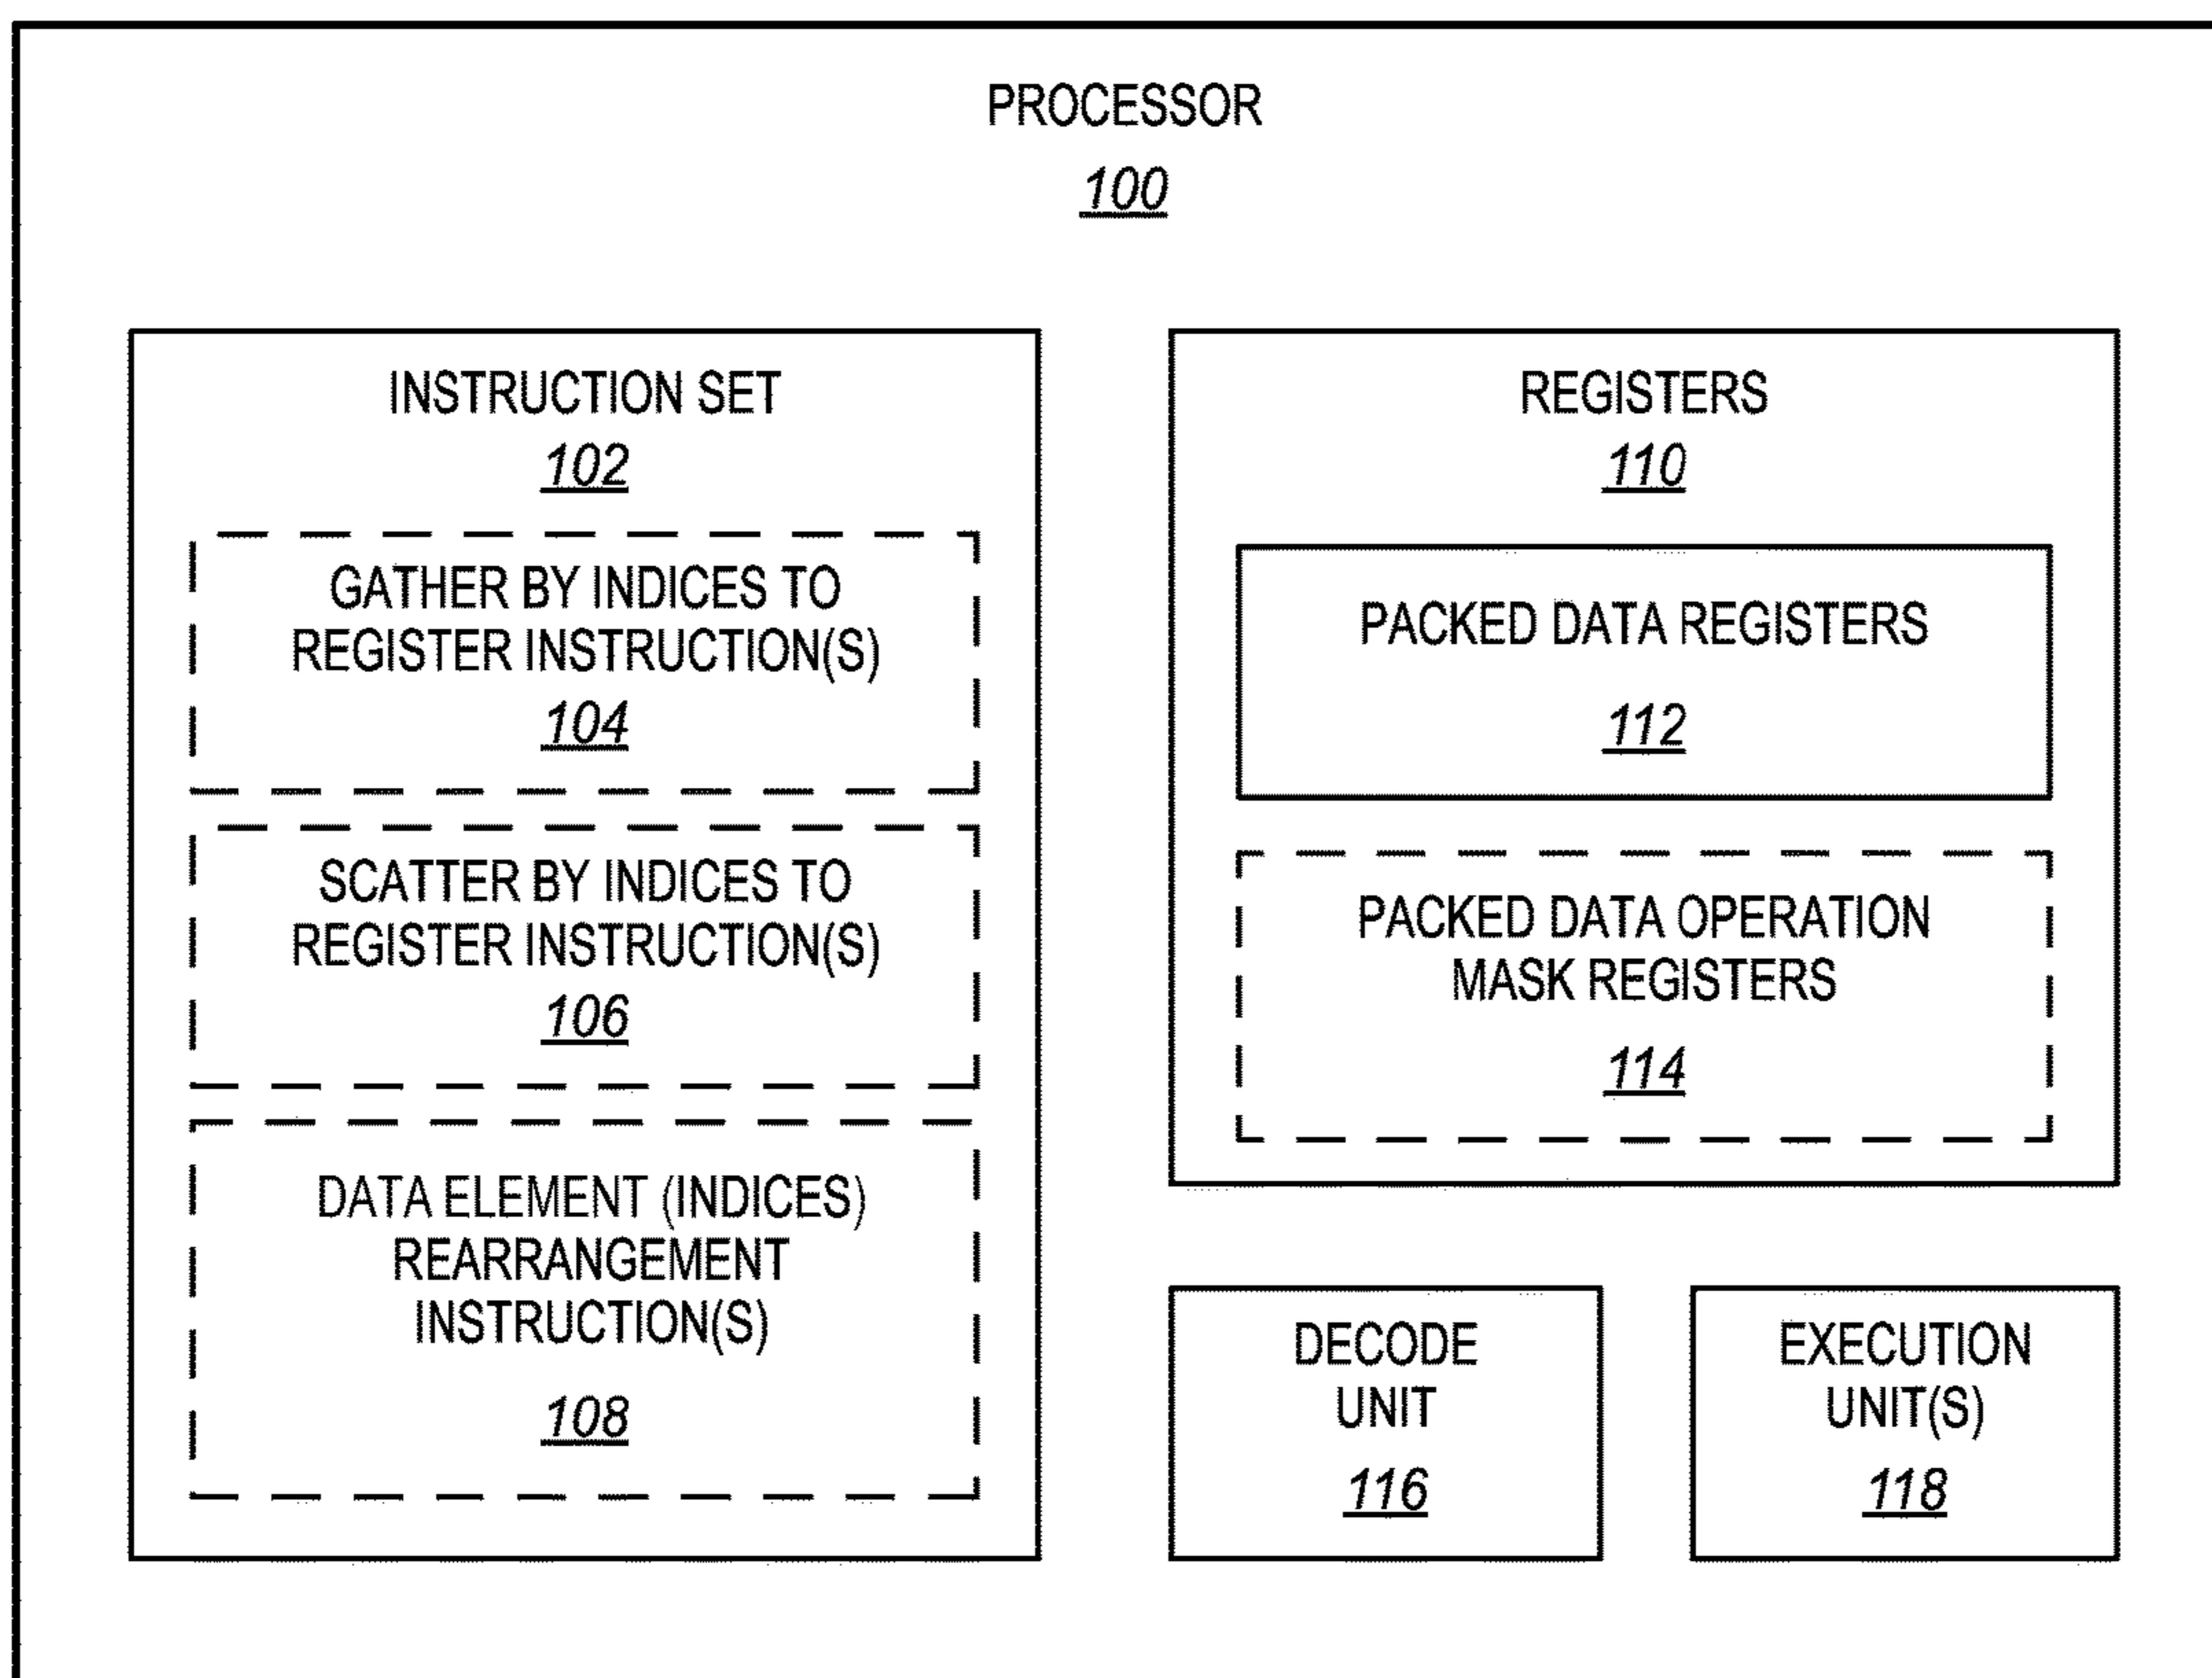 PROCESSOR
100
INSTRUCTION SET
102
GATHER BY INDICES TO
REGISTER INSTRUCTION(S)
104
SCATTER BY INDICES TO
REGISTER INSTRUCTION(S)
106
DATA ELEMENT (INDICES)
REARRANGEMENT
INSTRUCTION(S)
108
REGISTERS
110
PACKED DATA REGISTERS
112
PACKED DATA OPERATION
MASK REGISTERS
114
DECODE
UNIT
116
EXECUTION
UNIT(S)
118